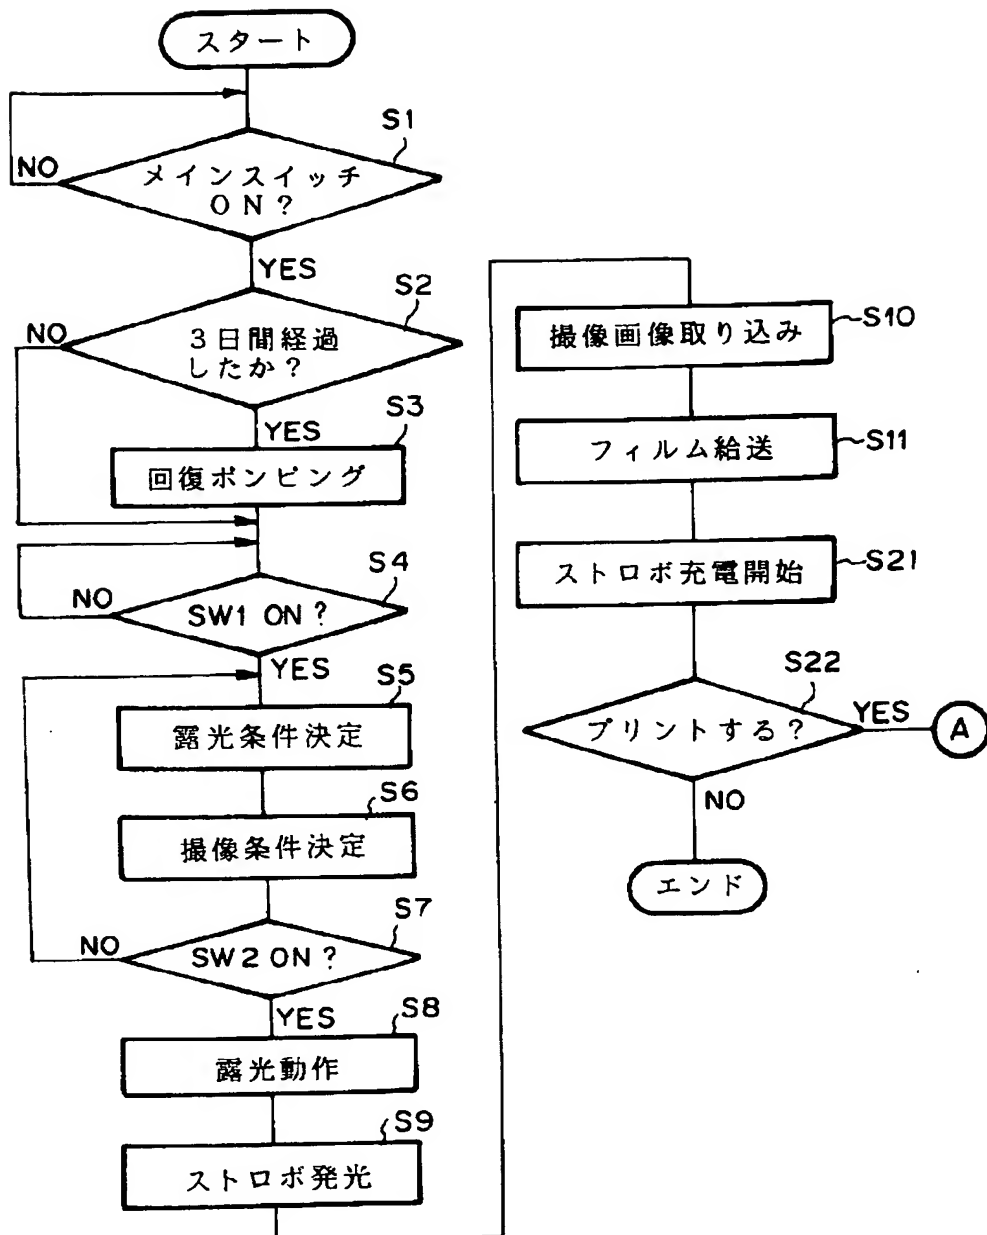 スタート
S1
NO
メインスイッチ
ON?
YES
S2
NO
3日間経過
したか?
YES
S3
回復ポンピング
S4
NO
SW1 ON?
YES
S5
露光条件決定
S6
撮像条件決定
S7
NO
SW2 ON?
YES
S8
露光動作
S9
ストロボ発光
撮像画像取り込み
S10
フィルム給送
S11
ストロボ充電開始
S21
S22
プリントする?
YES
A
NO
エンド